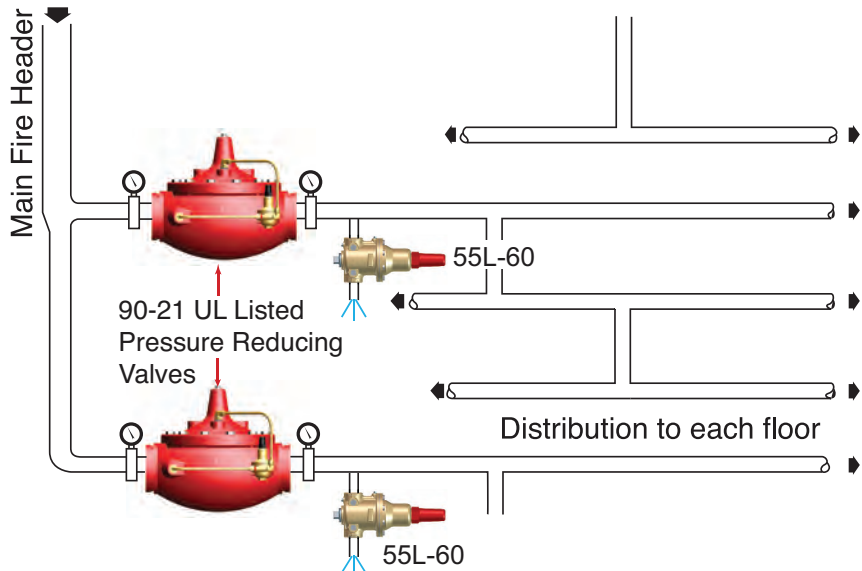 Main Fire Header
55L-60
90-21 UL Listed
Pressure Reducing
Valves
Distribution to each floor
55L-60